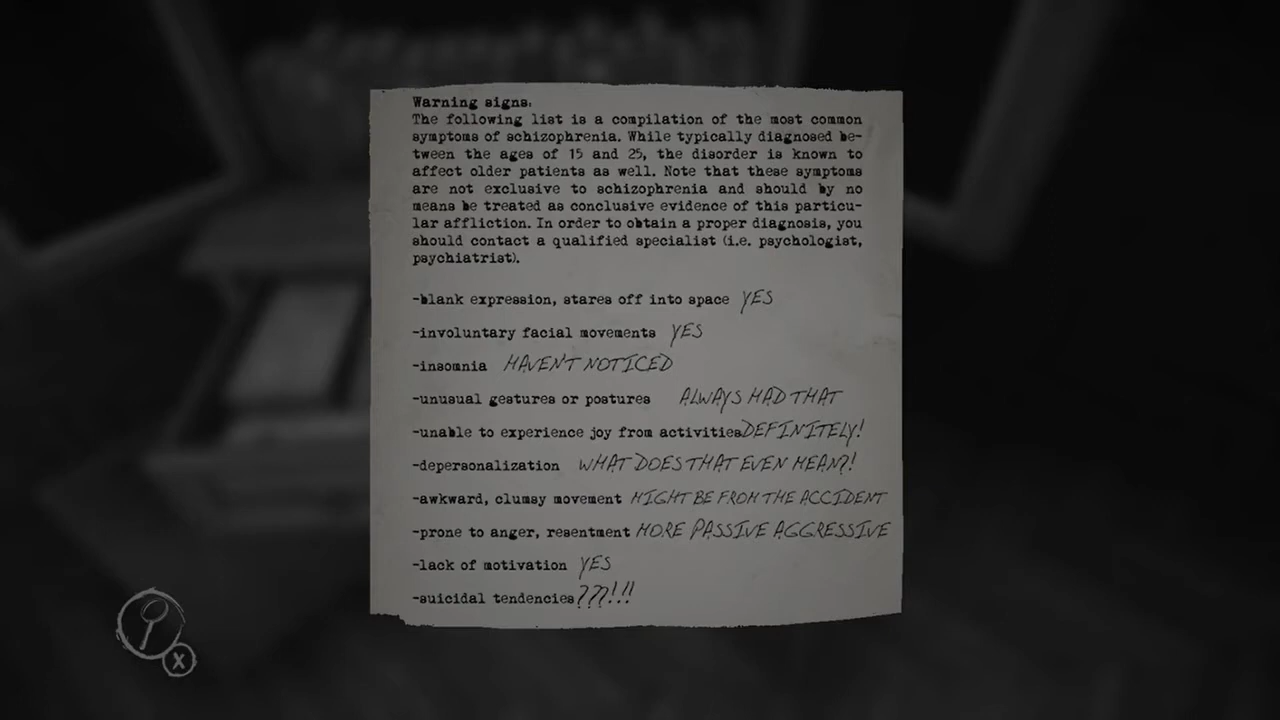 Warning signs.
The following list is a compilation of the most common
symptoms of schizophrenia. While typically diagnosed be-
tween the ages of 15 and 25, the disorder is known to
affect older patients as well. Note that these symptoms
are not exclusive to schizophrenia and should by no
means be treated as conclusive evidence of this particu-
lar affliction. In order to obtain a proper diagnosis, you
should contact a qualified specialist (i.e. psychologist,
psychiatrist).
-blank expression, stares off into space YES
-involuntary facial movements YES
-insomnia HAVEN'T NOTICED
-unusual gestures or postures ALWAYS HAD THAT
-unable to experience joy from activities DEFINITELY!
-depersonalization WHAT DOES THAT EVEN MEAN?!
-awkward, clumsy movement MIGHT BE FROM THE ACCIDENT
-prone to anger, resentment MORE PASSIVE AGGRESSIVE
-lack of motivation YES
-suicidal tendencies???!!!
X